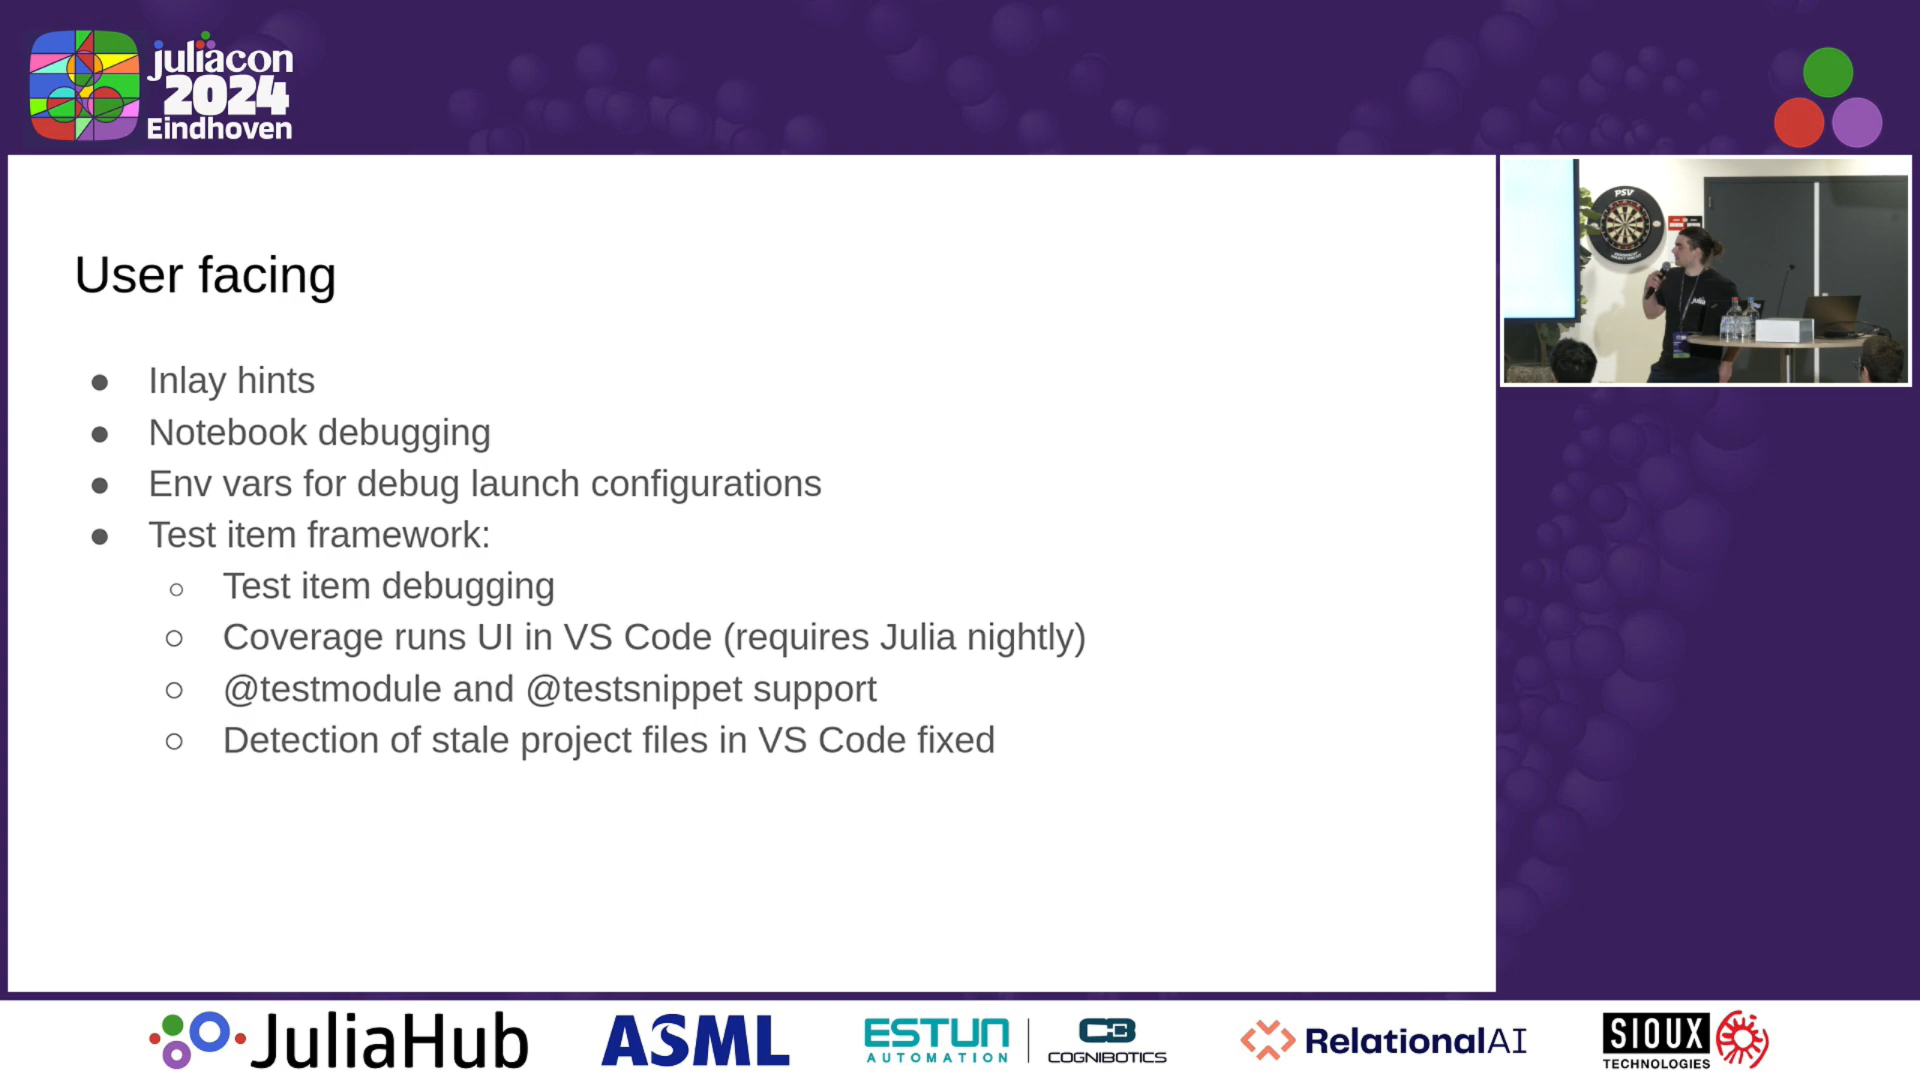 juliacon
2024
Eindhoven
PSV
User facing
● Inlay hints
● Notebook debugging
● Env vars for debug launch configurations
● Test item framework:
○ Test item debugging
○ Coverage runs UI in VS Code (requires Julia nightly)
○ @testmodule and @testsnippet support
○ Detection of stale project files in VS Code fixed
julia
JuliaHub
ASML
ESTUN
AUTOMATION
COGNIBOTICS
RelationalAI
SIOUX
TECHNOLOGIES